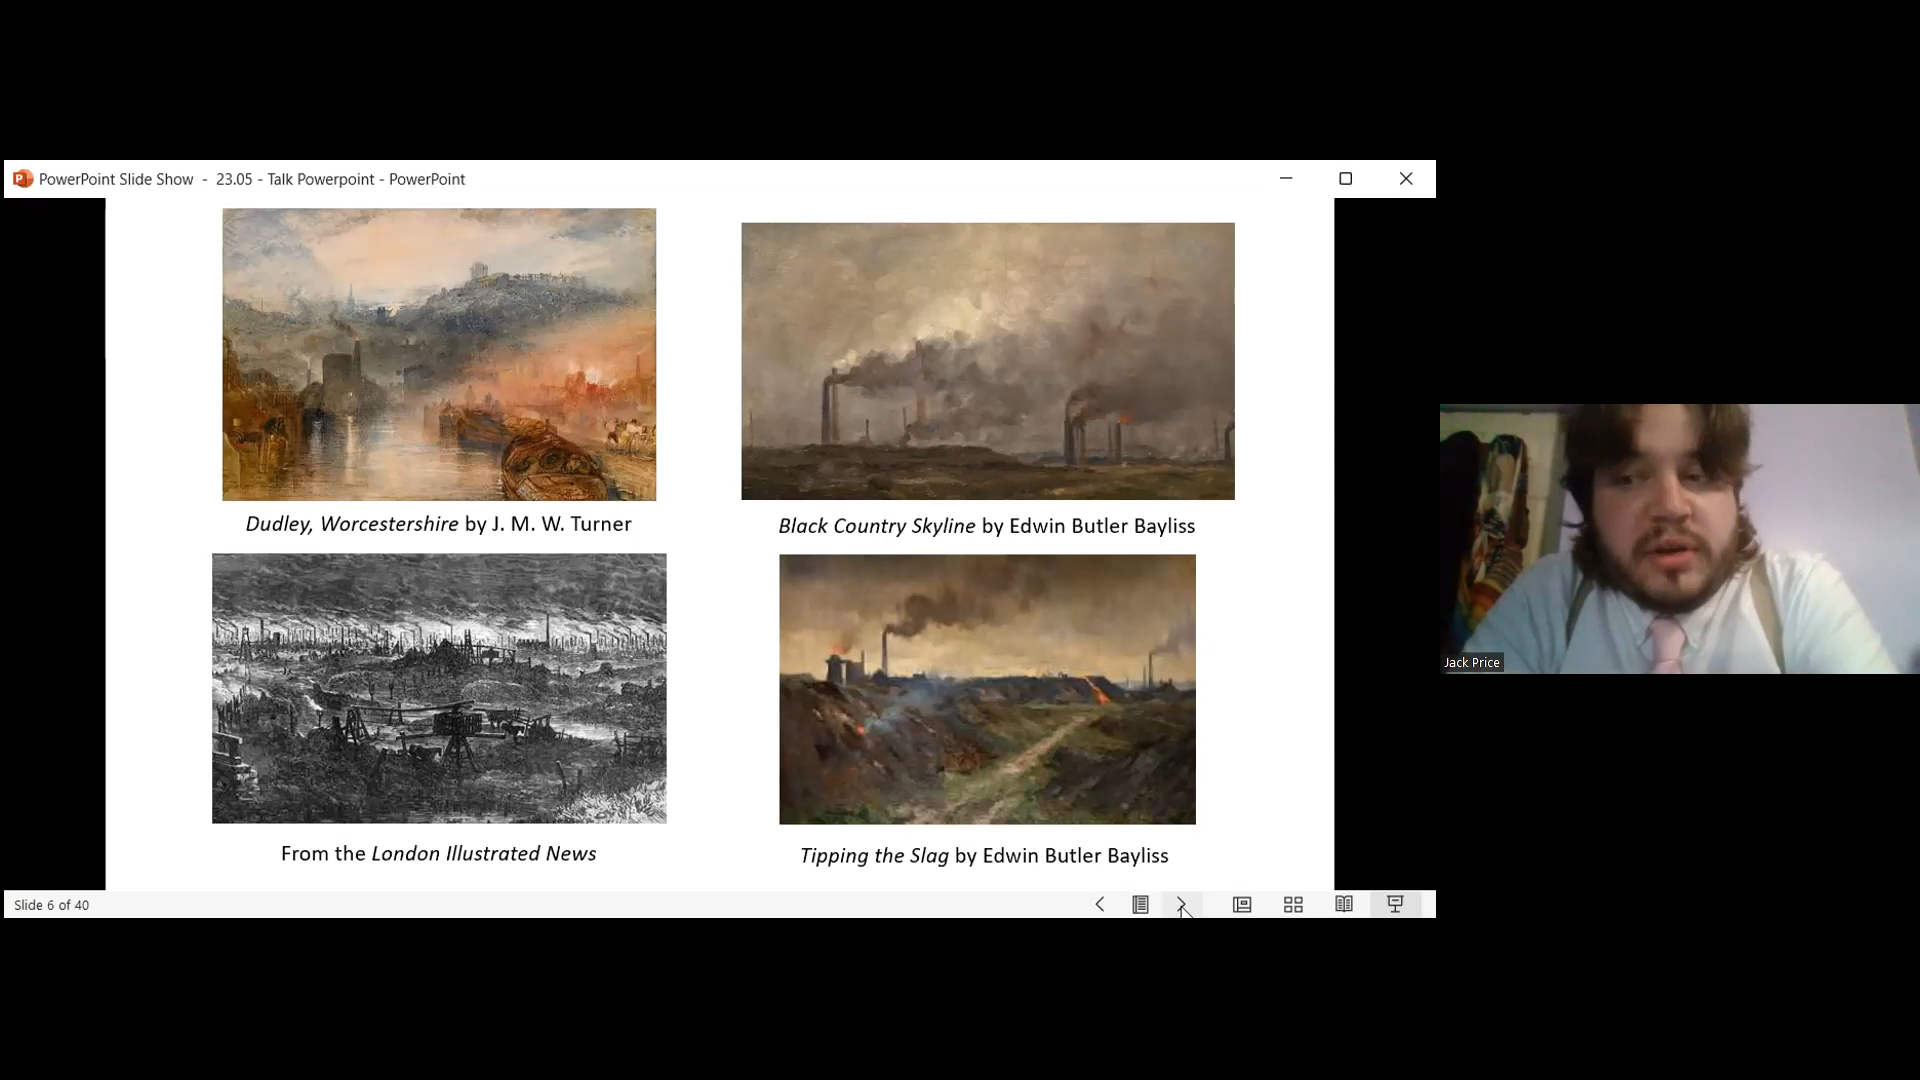 PowerPoint Slide Show - 23.05 - Talk Powerpoint - PowerPoint
Dudley, Worcestershire by J. M. W. Turner
Black Country Skyline by Edwin Butler Bayliss
From the London Illustrated News
Tipping the Slag by Edwin Butler Bayliss
Jack Price
Slide 6 of 40